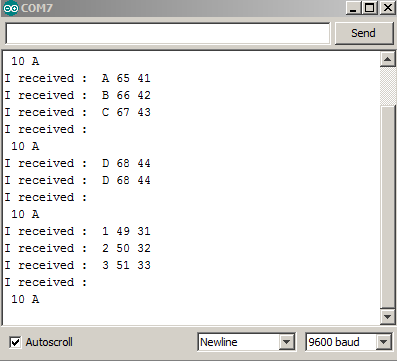 COM7
Send
10 A
I received : A 65 41
I received : B 66 42
I received : C 67 43
I received :
10 A
I received : D 68 44
I received : D 68 44
I received :
10 A
I received : 1 49 31
I received : 2 50 32
I received : 3 51 33
I received :
10 A
Autoscroll Newline 9600 baud